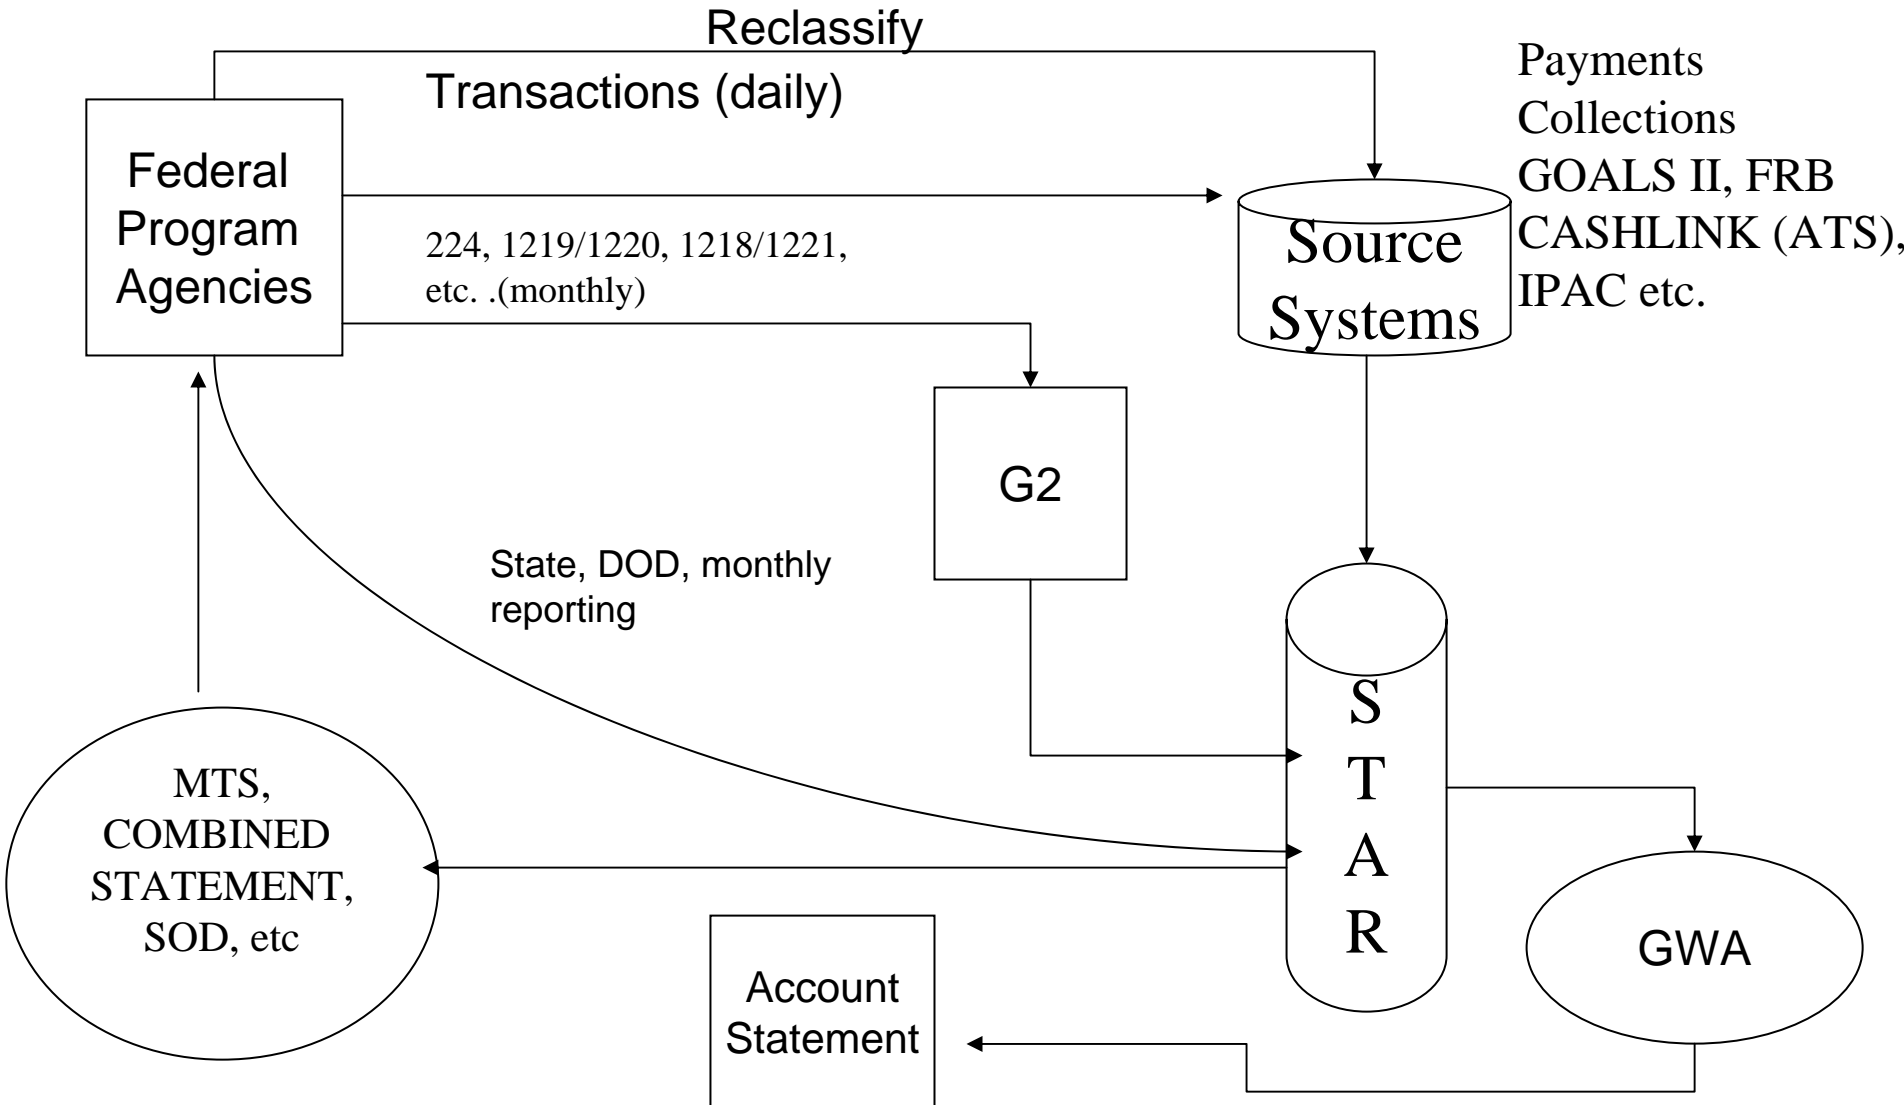 Reclassify
Transactions (daily)
Federal
Program
Agencies
224, 1219/1220, 1218/1221,
etc. .(monthly)
Payments
Collections
GOALS II, FRB
CASHLINK (ATS),
IPAC etc.
Source
Systems
G2
State, DOD, monthly
reporting
S
T
A
R
MTS,
COMBINED
STATEMENT,
SOD, etc
Account
Statement
GWA